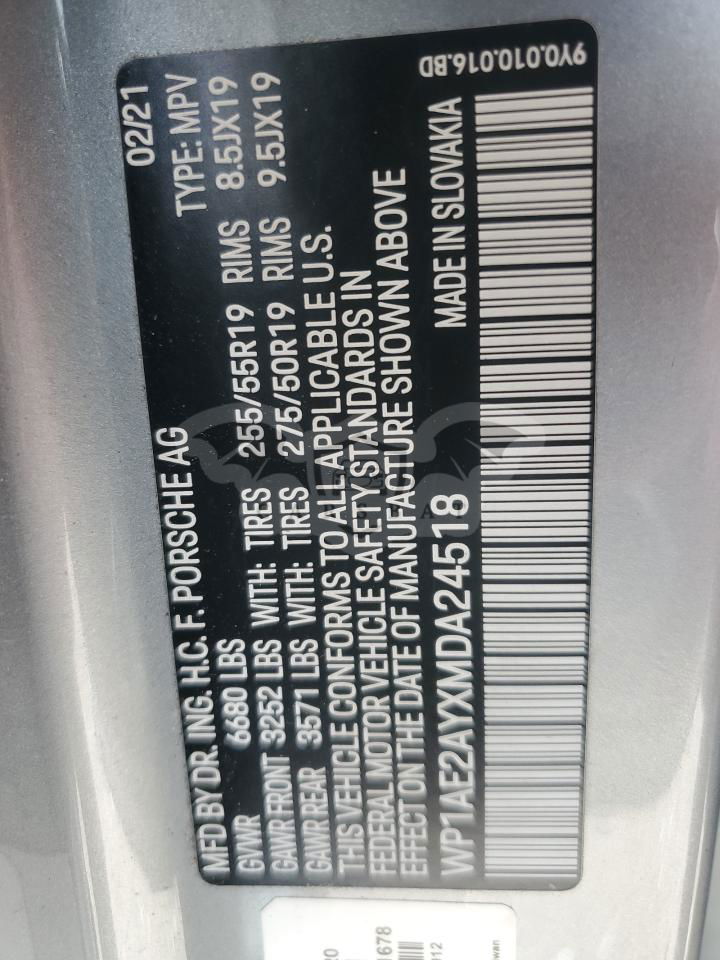 MFD BY DR. ING. H.C. F. PORSCHE AG 02/21
GVWR 6680 LBS TYPE: MPV
GAWR FRONT 3252 LBS WITH: TIRES 255/55R19 RIMS 8.5JX19
GAWR REAR 3571 LBS WITH: TIRES 275/50R19 RIMS 9.5JX19
THIS VEHICLE CONFORMS TO ALL APPLICABLE U.S.
FEDERAL MOTOR VEHICLE SAFETY STANDARDS IN
EFFECT ON THE DATE OF MANUFACTURE SHOWN ABOVE
WP1AE2AYXMDA24518 MADE IN SLOVAKIA
9Y0.010.016.BD
20
1678
012